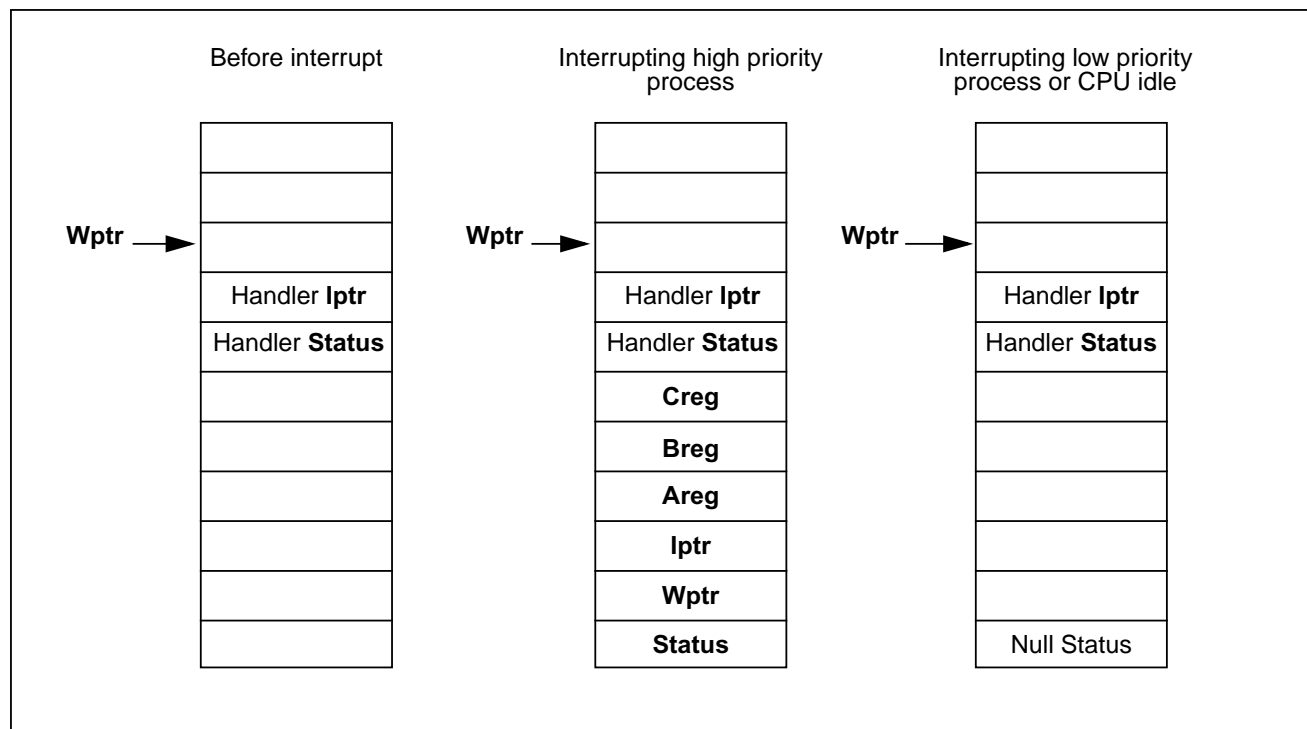 Before interrupt
Interrupting high priority
process
Interrupting low priority
process or CPU idle
Wptr
Handler Iptr
Handler Status
Wptr
Handler Iptr
Handler Status
Creg
Breg
Areg
Iptr
Wptr
Status
Wptr
Handler Iptr
Handler Status
Null Status